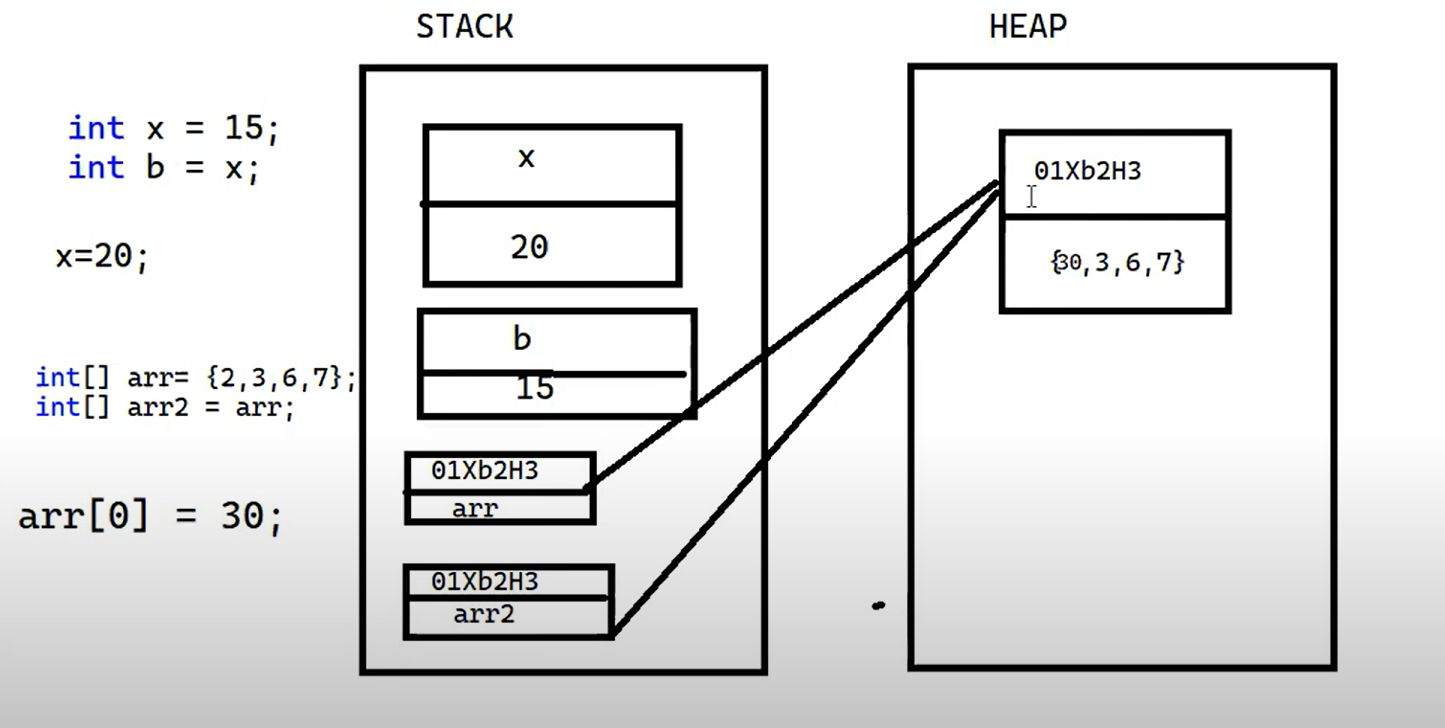 STACK
HEAP
int x = 15;
int b = x;
x=20;
int[] arr= {2,3,6,7};
int[] arr2 = arr;
arr[0] = 30;
x
20
b
15
01Xb2H3
arr
01Xb2H3
arr2
01Xb2H3
{30,3,6,7}